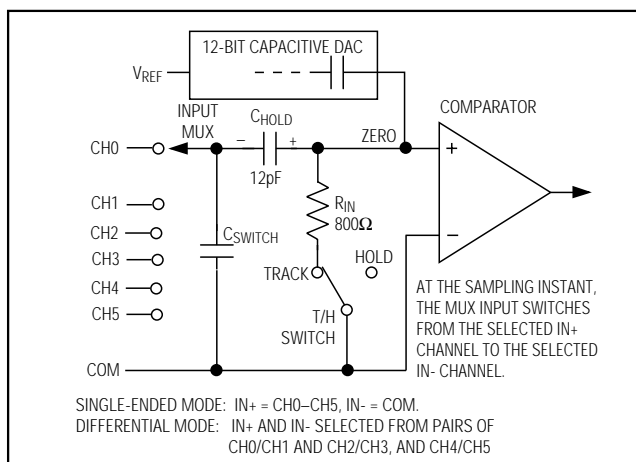 12-BIT CAPACITIVE DAC
VREF
INPUT
MUX
CHOLD
– +
12pF
ZERO
COMPARATOR
+
–
CH0
CH1
CH2
CH3
CH4
CH5
COM
CSWITCH
RIN
800Ω
TRACK
HOLD
T/H
SWITCH
AT THE SAMPLING INSTANT,
THE MUX INPUT SWITCHES
FROM THE SELECTED IN+
CHANNEL TO THE SELECTED
IN- CHANNEL.
SINGLE-ENDED MODE: IN+ = CH0–CH5, IN- = COM.
DIFFERENTIAL MODE: IN+ AND IN- SELECTED FROM PAIRS OF
CH0/CH1 AND CH2/CH3, AND CH4/CH5